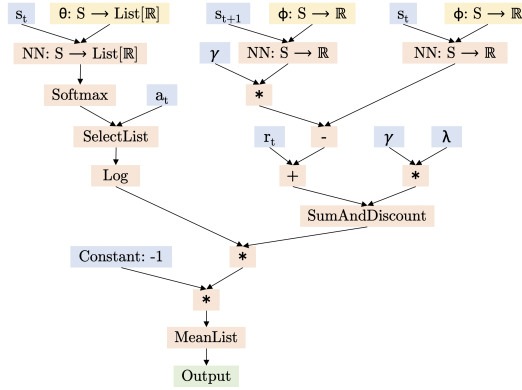 s_t θ: S → List[ℝ] s_{t+1} ϕ: S → ℝ s_t ϕ: S → ℝ
NN: S → List[ℝ] γ NN: S → ℝ NN: S → ℝ
Softmax *
a_t
SelectList r_t - γ λ
Log + *
SumAndDiscount
Constant: -1 *
*
MeanList
Output